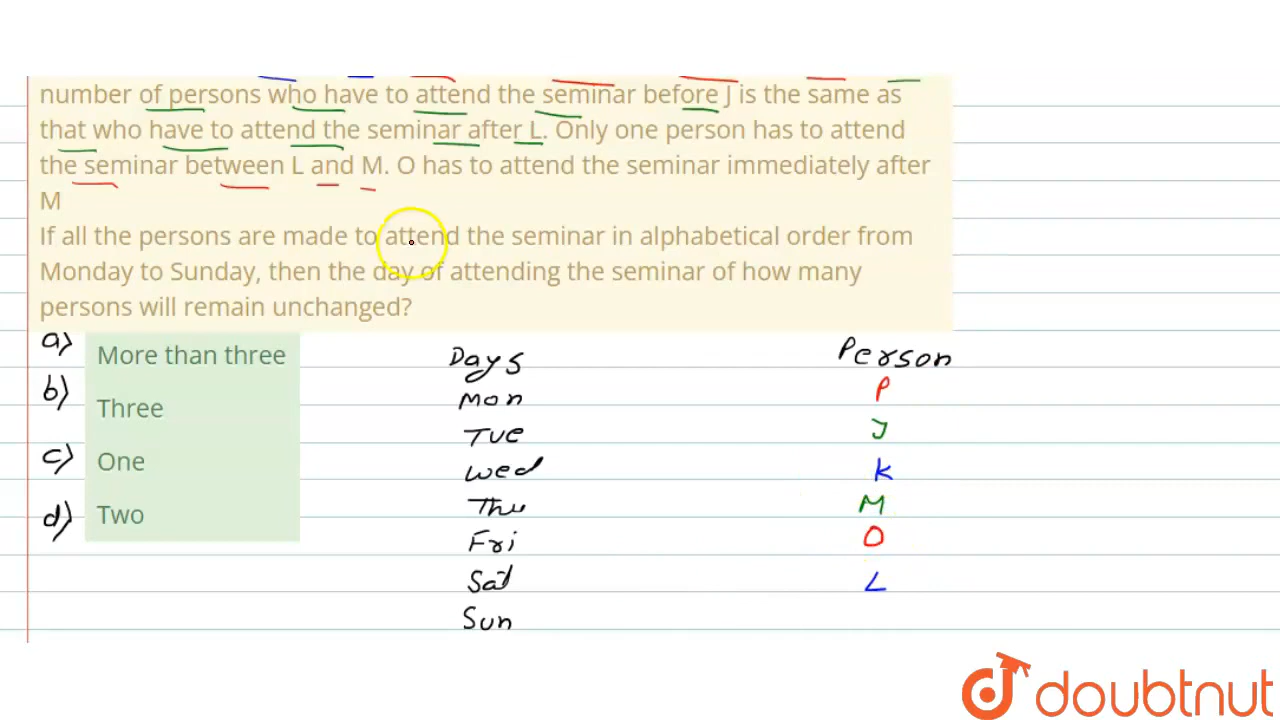 number of persons who have to attend the seminar before J is the same as
that who have to attend the seminar after L. Only one person has to attend
the seminar between L and M. O has to attend the seminar immediately after
M
If all the persons are made to attend the seminar in alphabetical order from
Monday to Sunday, then the day of attending the seminar of how many
persons will remain unchanged?
a) More than three
b) Three
c) One
d) Two
Days Person
Mon P
Tue J
Wed K
Thu M
Fri O
Sat L
Sun
doubtnut